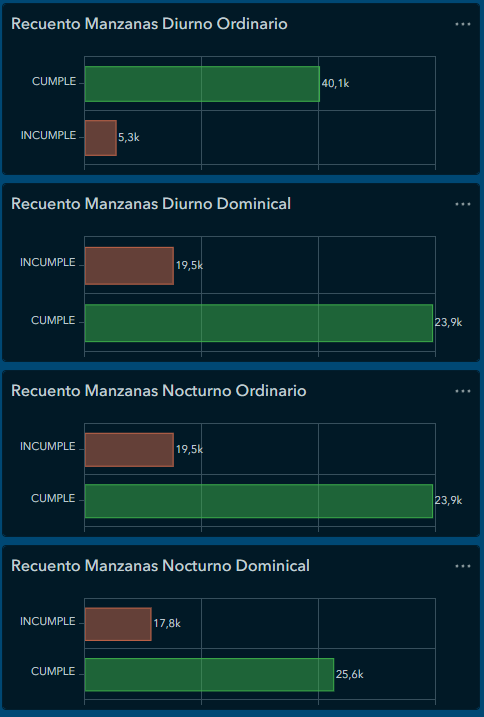 Recuento Manzanas Diurno Ordinario
CUMPLE 40,1k
INCUMPLE 5,3k
Recuento Manzanas Diurno Dominical
INCUMPLE 19,5k
CUMPLE 23,9k
Recuento Manzanas Nocturno Ordinario
INCUMPLE 19,5k
CUMPLE 23,9k
Recuento Manzanas Nocturno Dominical
INCUMPLE 17,8k
CUMPLE 25,6k